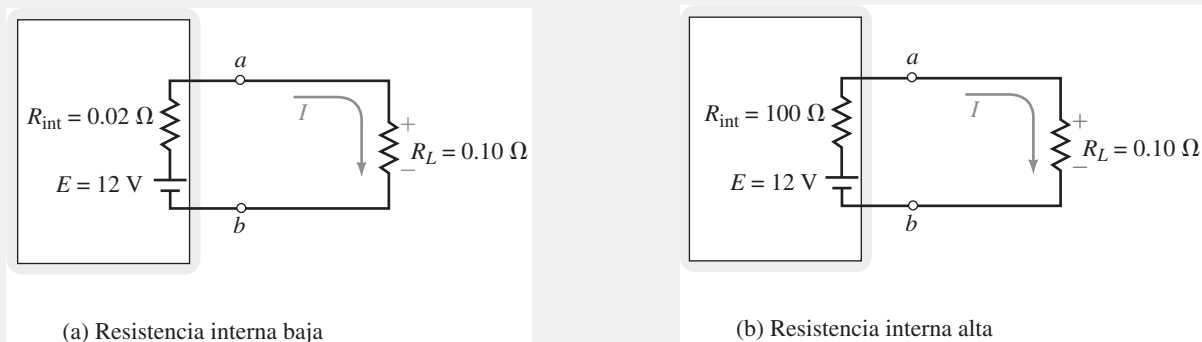 a
R_int = 0.02 Ω
I
+
R_L = 0.10 Ω
−
E = 12 V
b
(a) Resistencia interna baja
a
R_int = 100 Ω
I
+
R_L = 0.10 Ω
−
E = 12 V
b
(b) Resistencia interna alta